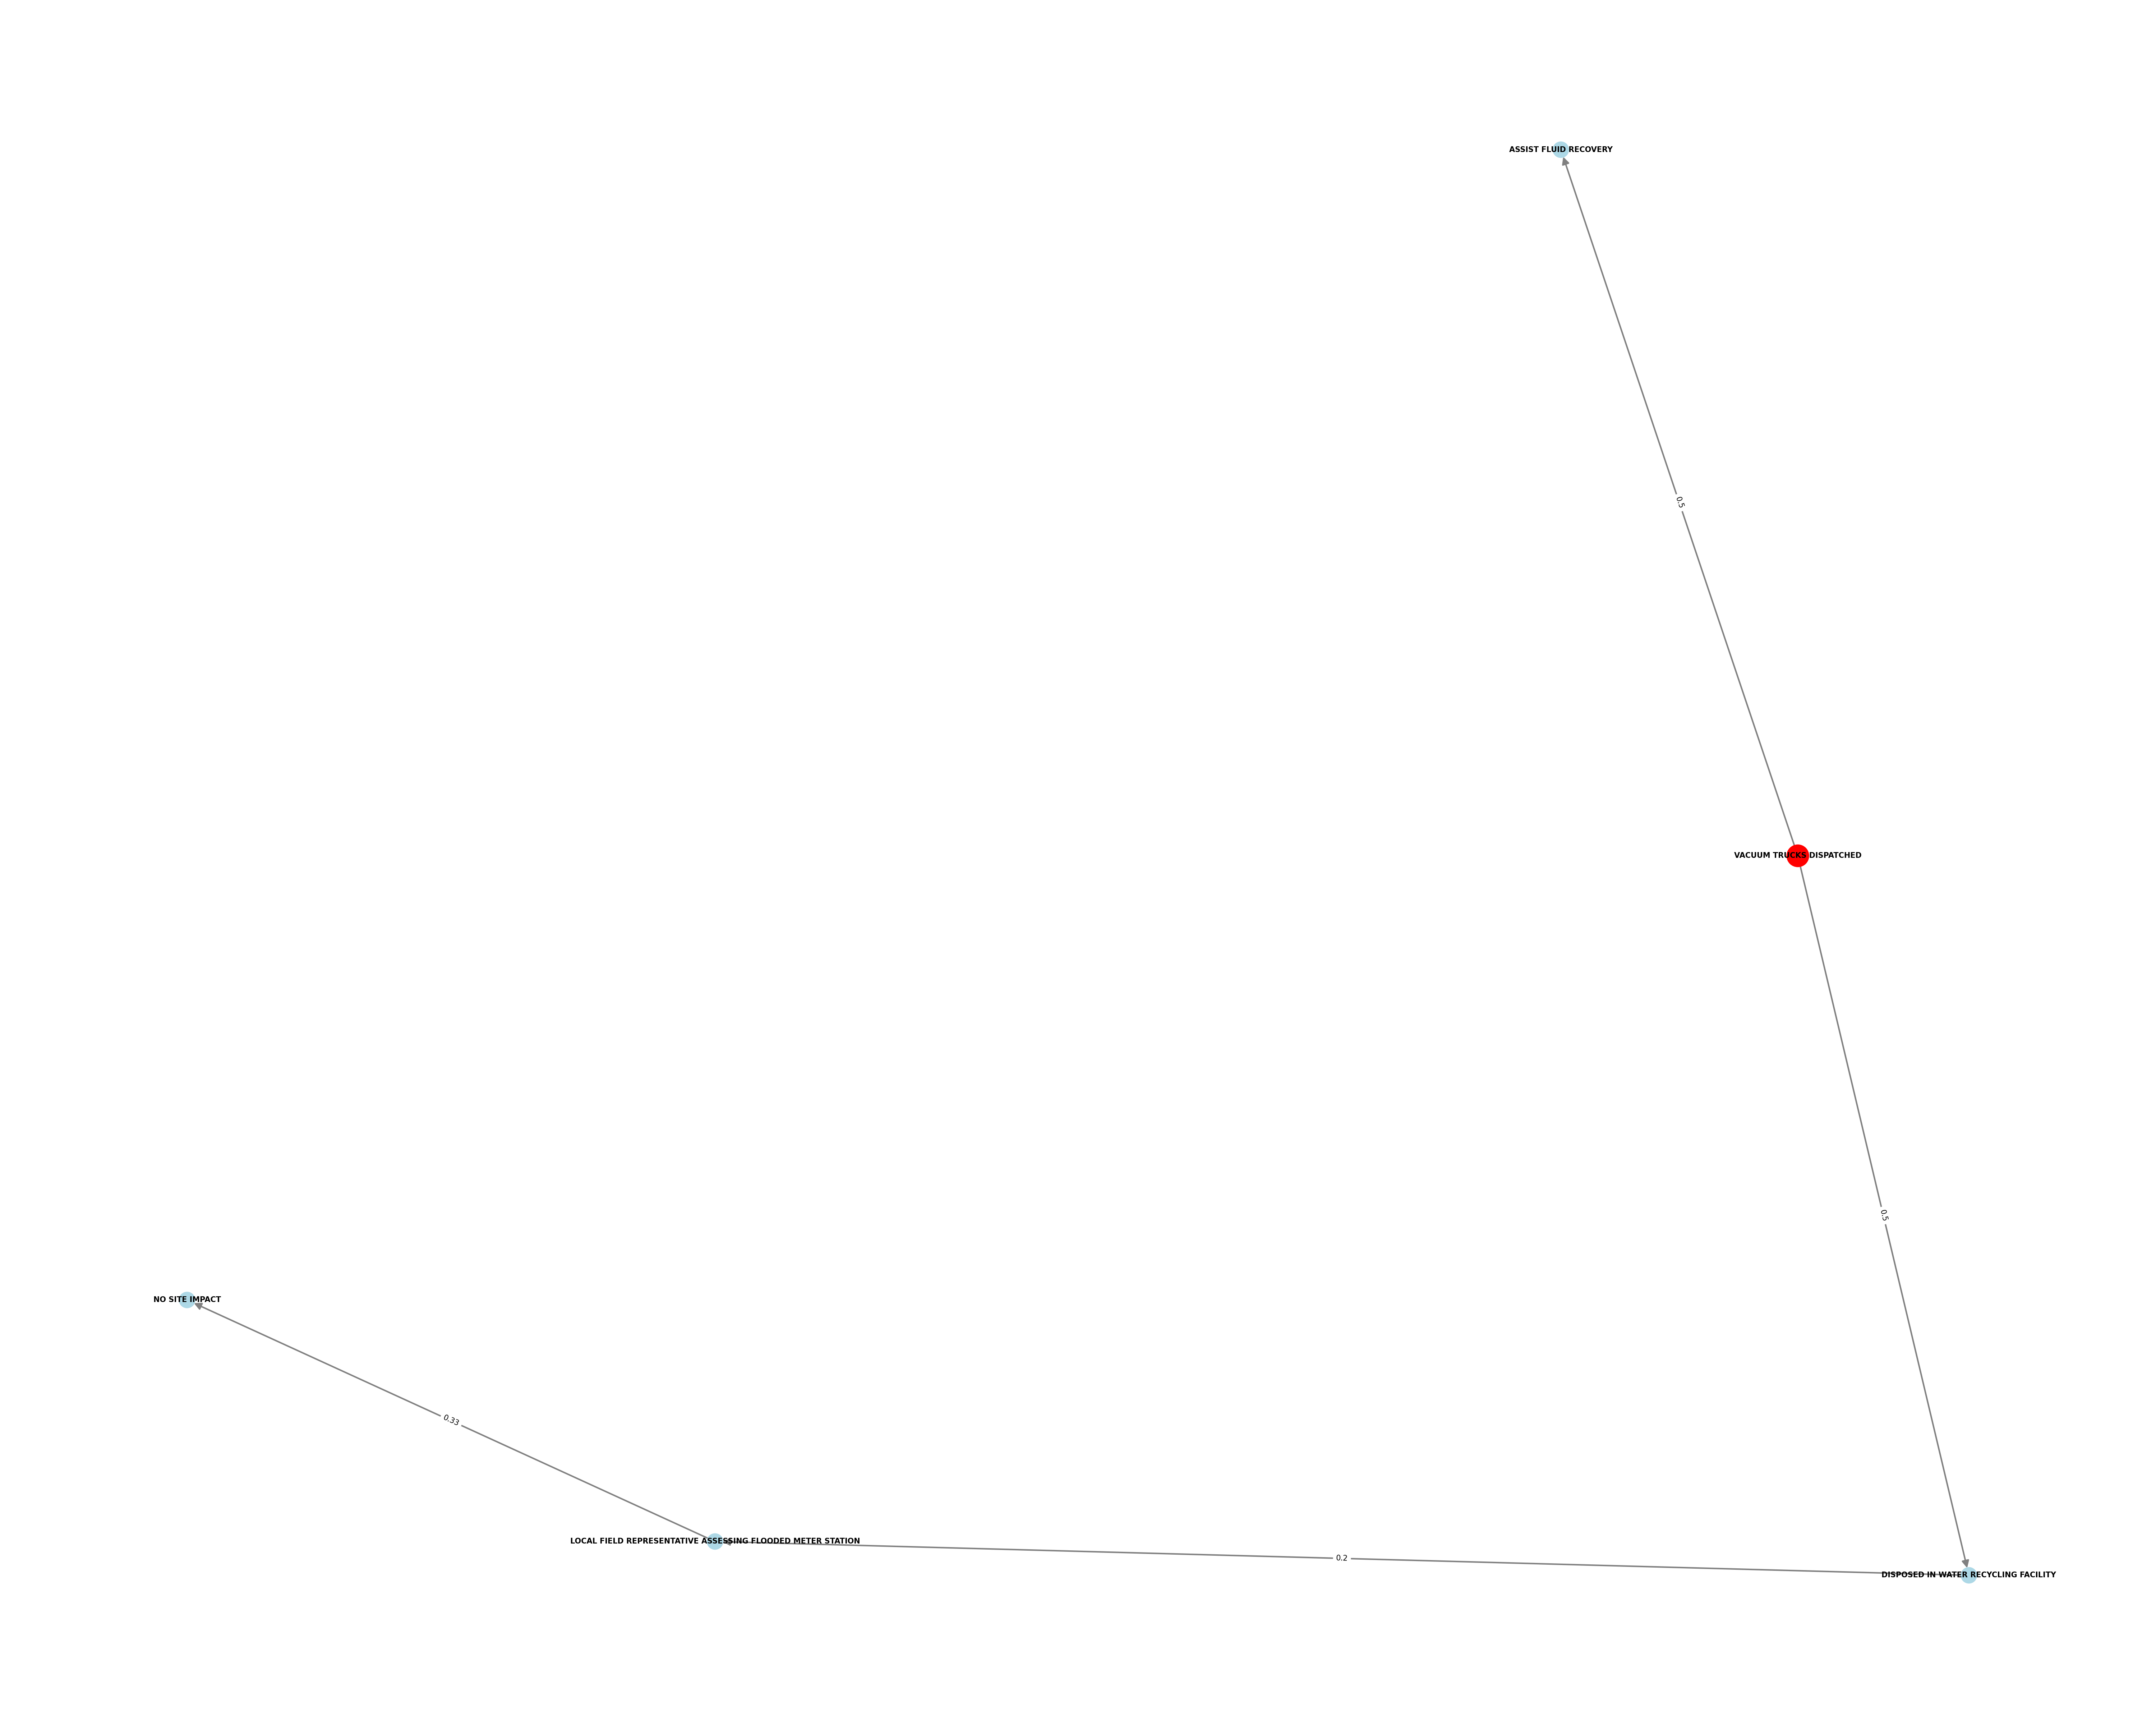 ASSIST FLUID RECOVERY
0.5
VACUUM TRUCKS DISPATCHED
0.5
NO SITE IMPACT
0.33
LOCAL FIELD REPRESENTATIVE ASSESSING FLOODED METER STATION
0.2
DISPOSED IN WATER RECYCLING FACILITY